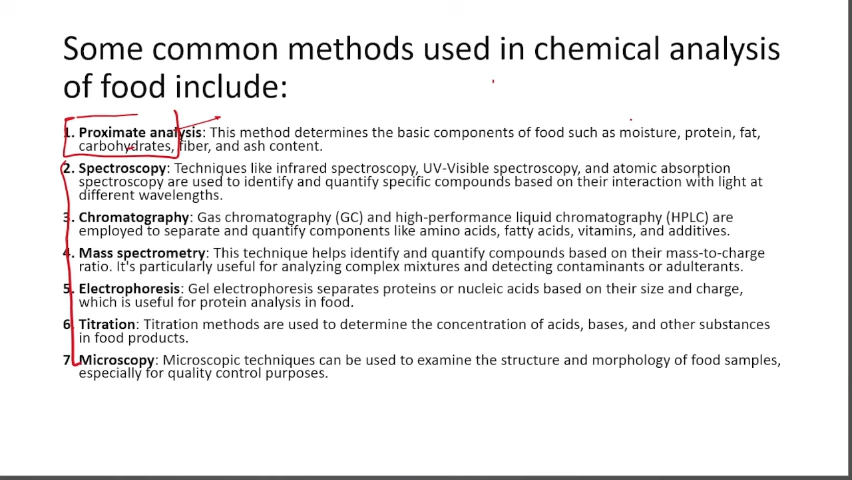 Some common methods used in chemical analysis
of food include:
1. Proximate analysis: This method determines the basic components of food such as moisture, protein, fat,
carbohydrates, fiber, and ash content.
2. Spectroscopy: Techniques like infrared spectroscopy, UV-Visible spectroscopy, and atomic absorption
spectroscopy are used to identify and quantify specific compounds based on their interaction with light at
different wavelengths.
3. Chromatography: Gas chromatography (GC) and high-performance liquid chromatography (HPLC) are
employed to separate and quantify components like amino acids, fatty acids, vitamins, and additives.
4. Mass spectrometry: This technique helps identify and quantify compounds based on their mass-to-charge
ratio. It's particularly useful for analyzing complex mixtures and detecting contaminants or adulterants.
5. Electrophoresis: Gel electrophoresis separates proteins or nucleic acids based on their size and charge,
which is useful for protein analysis in food.
6. Titration: Titration methods are used to determine the concentration of acids, bases, and other substances
in food products.
7. Microscopy: Microscopic techniques can be used to examine the structure and morphology of food samples,
especially for quality control purposes.